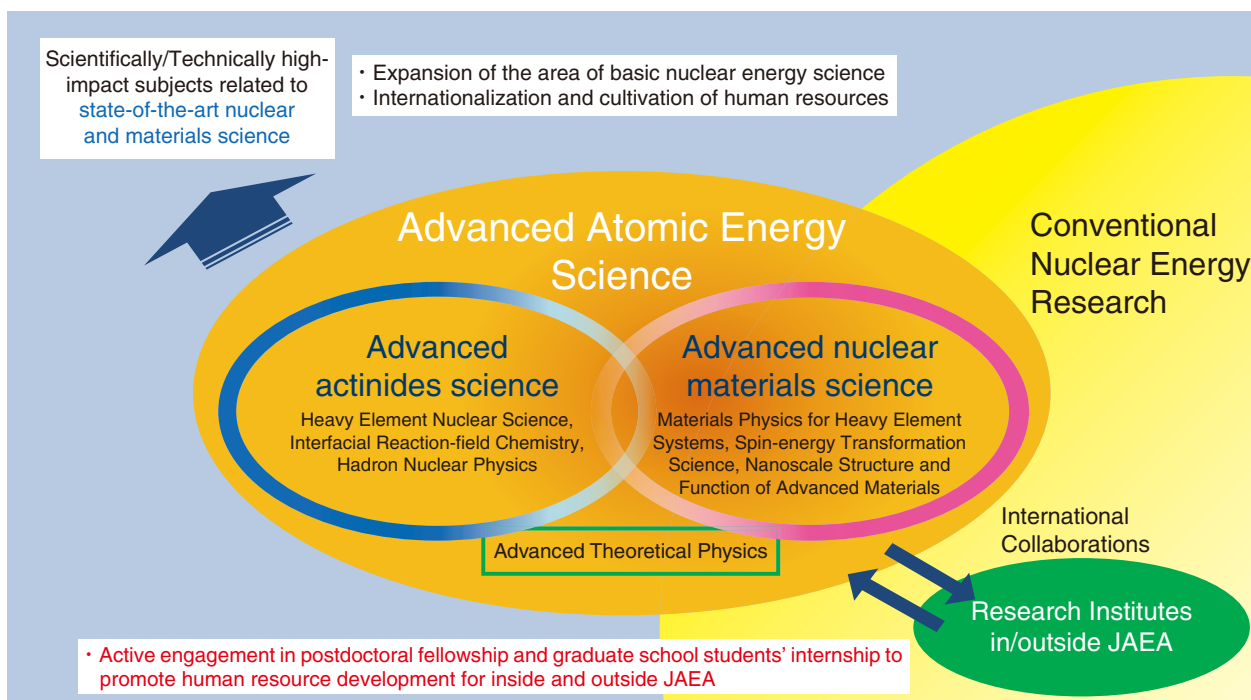 Scientifically/Technically high-
impact subjects related to
state-of-the-art nuclear
and materials science
・Expansion of the area of basic nuclear energy science
・Internationalization and cultivation of human resources
Advanced Atomic Energy
Science
Conventional
Nuclear Energy
Research
Advanced
actinides science
Heavy Element Nuclear Science,
Interfacial Reaction-field Chemistry,
Hadron Nuclear Physics
Advanced nuclear
materials science
Materials Physics for Heavy Element
Systems, Spin-energy Transformation
Science, Nanoscale Structure and
Function of Advanced Materials
Advanced Theoretical Physics
International
Collaborations
Research Institutes
in/outside JAEA
・Active engagement in postdoctoral fellowship and graduate school students’ internship to
promote human resource development for inside and outside JAEA